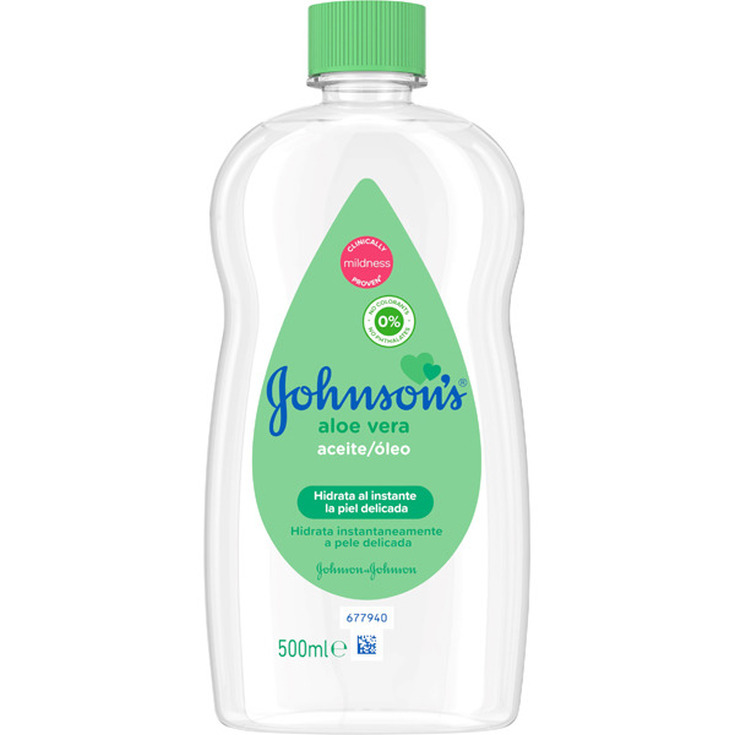 CLINICALLY
mildness
PROVEN*
NO COLORANTS
0%
NO PHTHALATES
Johnson's®
aloe vera
aceite/óleo
Hidrata al instante
la piel delicada
Hidrata instantaneamente
a pele delicada
Johnson&Johnson
677940
500ml ℮